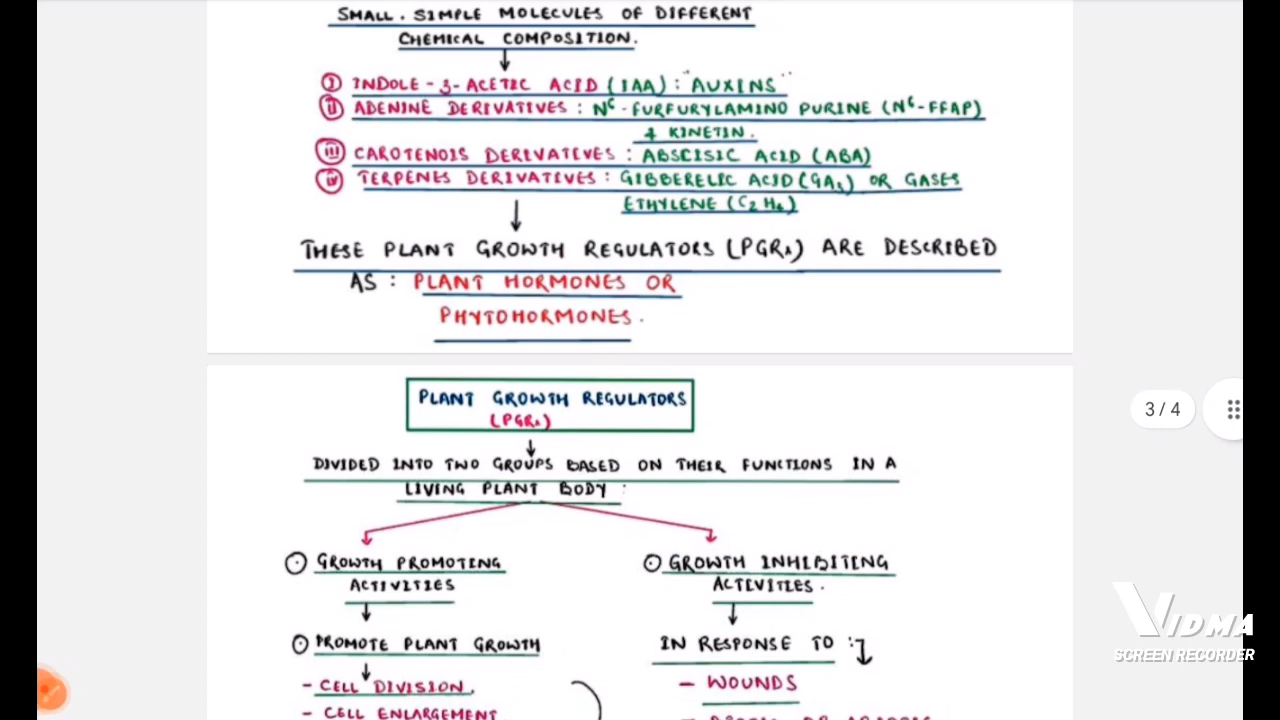 SMALL. SIMPLE MOLECULES OF DIFFERENT
CHEMICAL COMPOSITION.
(I) INDOLE-3-ACETIC ACID (IAA): "AUXINS"
(II) ADENINE DERIVATIVES : N6-FURFURYLAMINO PURINE (N6-FFAP)
& KINETIN.
(III) CAROTENOIS DERIVATIVES : ABSCISIC ACID (ABA)
(IV) TERPENES DERIVATIVES : GIBBERELIC ACID (GA3) OR GASES
ETHYLENE (C2H4)
THESE PLANT GROWTH REGULATORS (PGRs) ARE DESCRIBED
AS : PLANT HORMONES OR
PHYTOHORMONES.
PLANT GROWTH REGULATORS
(PGRs)
DIVIDED INTO TWO GROUPS BASED ON THEIR FUNCTIONS IN A
LIVING PLANT BODY :
GROWTH PROMOTING
ACTIVITIES
GROWTH INHIBITING
ACTIVITIES.
PROMOTE PLANT GROWTH
- CELL DIVISION.
- CELL ENLARGEMENT.
IN RESPONSE TO :
- WOUNDS
3/4
VIDMA
SCREEN RECORDER